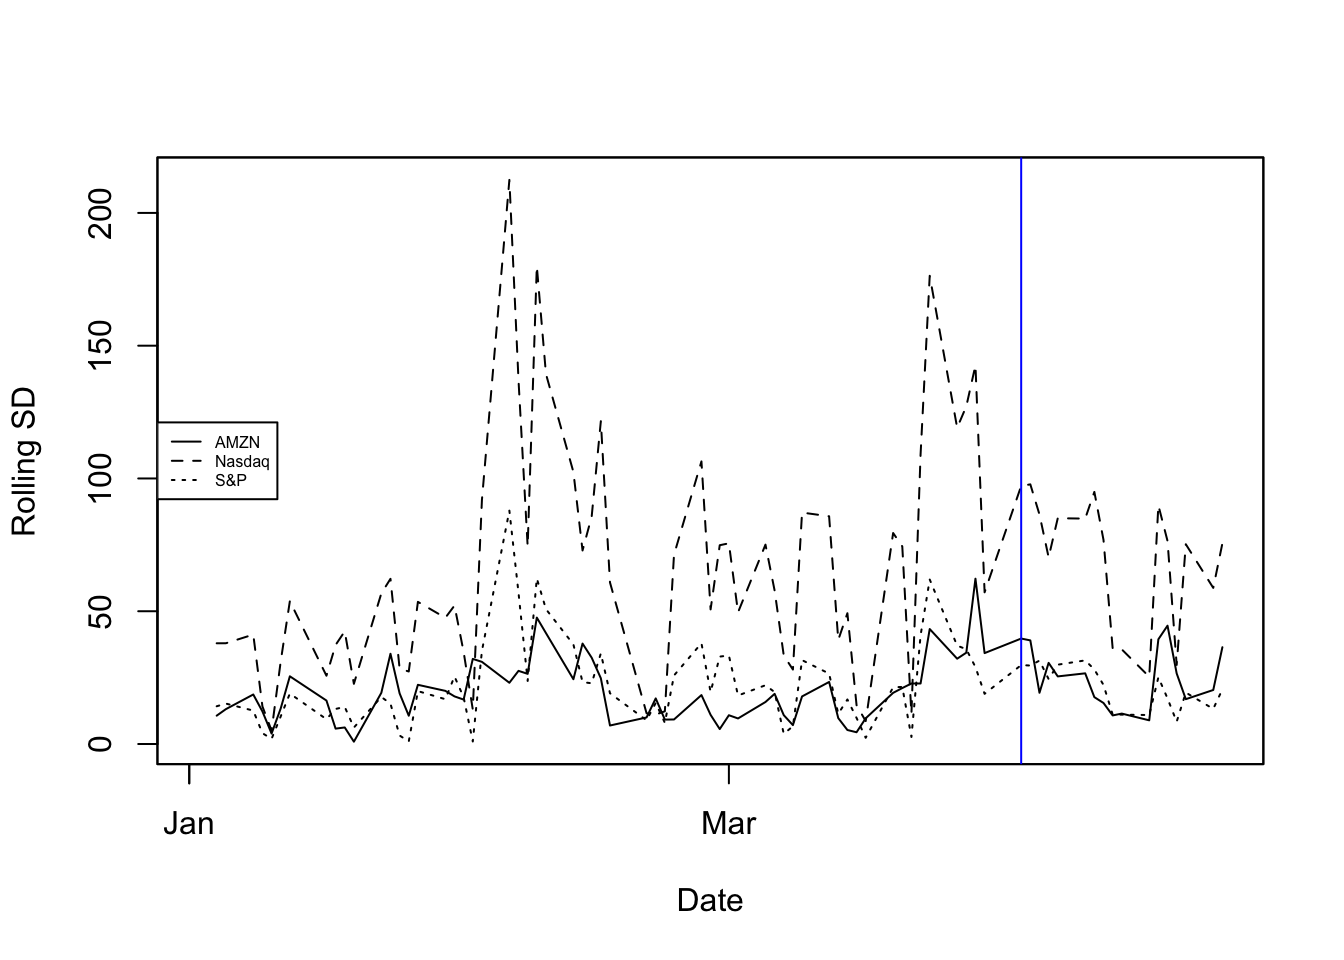 200
150
100
50
0
Rolling SD
AMZN
Nasdaq
S&P
Jan
Mar
Date